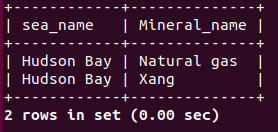 +------------+--------------+
| sea_name   | Mineral_name |
+------------+--------------+
| Hudson Bay | Natural gas  |
| Hudson Bay | Xang         |
+------------+--------------+
2 rows in set (0.00 sec)